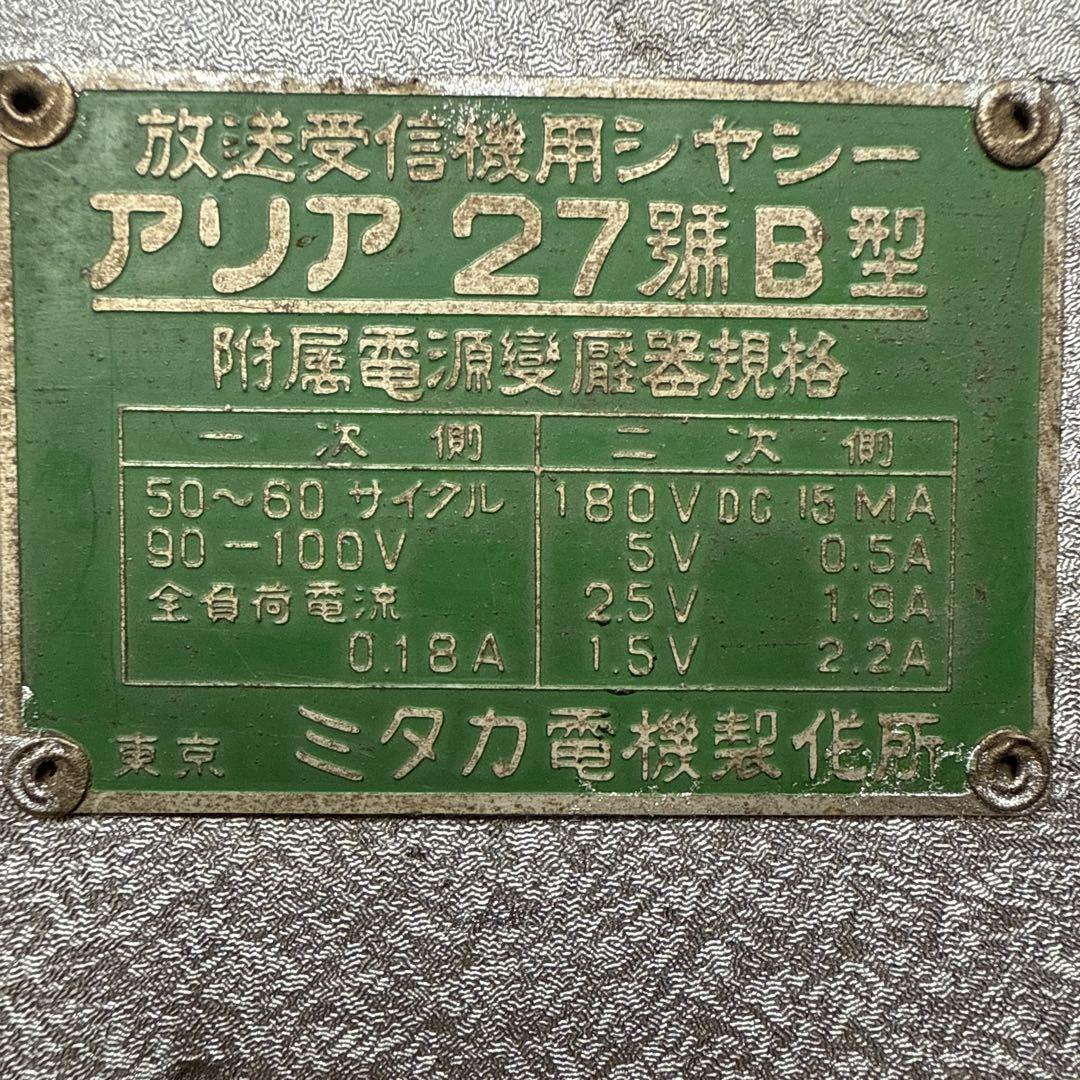 放送受信機用シヤシー
アリア 27號B型
附属電源變壓器規格
一次側 二次側
50〜60 サイクル 180V DC 15MA
90-100V 5V 0.5A
全負荷電流 2.5V 1.9A
0.18A 1.5V 2.2A
東京 ミタカ電機製作所